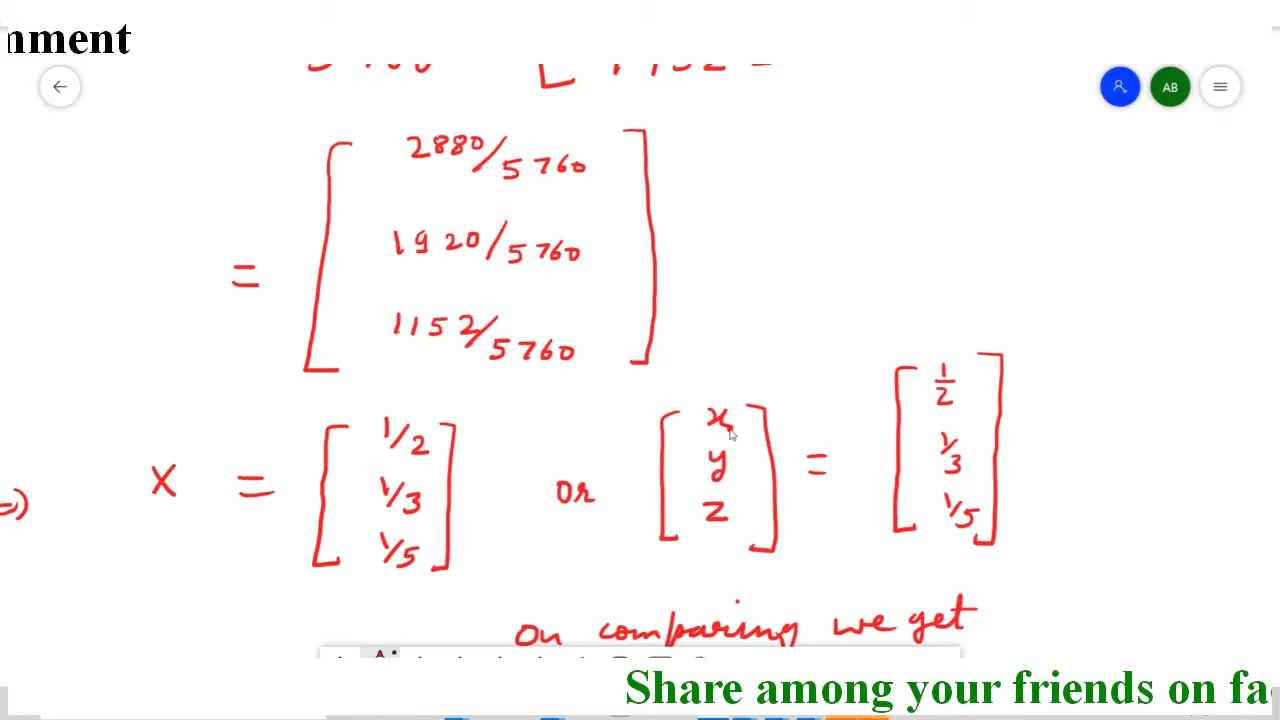 nment
AB
2880/5760
= 1920/5760
1152/5760
=) X = [1/2 1/3 1/5] or [x y z] = [1/2 1/3 1/5]
on comparing we get
Share among your friends on fac